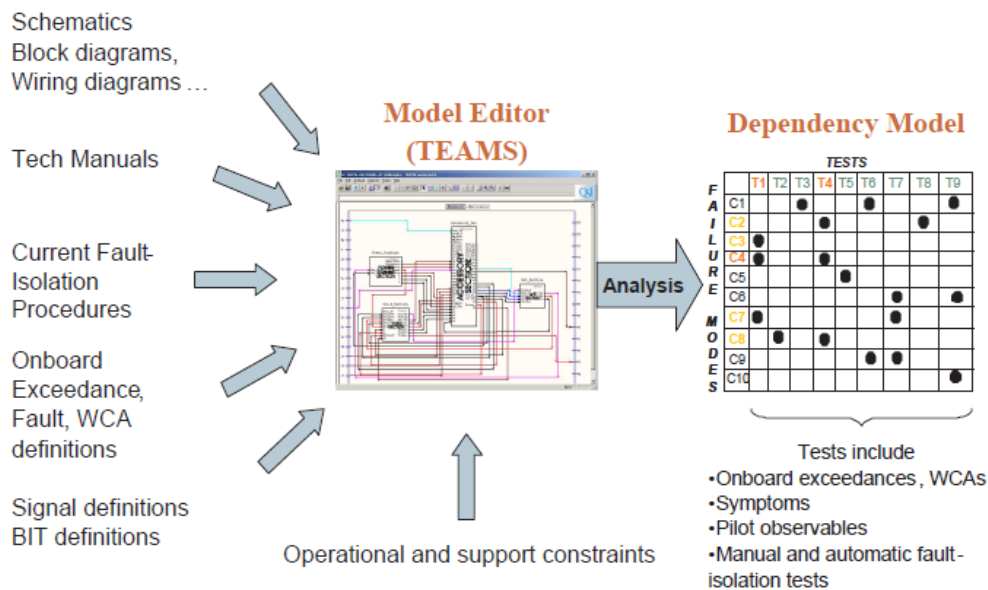 Schematics
Block diagrams,
Wiring diagrams ...
Tech Manuals
Current Fault-
Isolation
Procedures
Onboard
Exceedance,
Fault, WCA
definitions
Signal definitions
BIT definitions
Model Editor
(TEAMS)
ACCESSORY
SECTION
Operational and support constraints
Analysis
Dependency Model
TESTS
T1 T2 T3 T4 T5 T6 T7 T8 T9
FAILURE MODES
C1
C2
C3
C4
C5
C6
C7
C8
C9
C10
Tests include
•Onboard exceedances, WCAs
•Symptoms
•Pilot observables
•Manual and automatic fault-
isolation tests